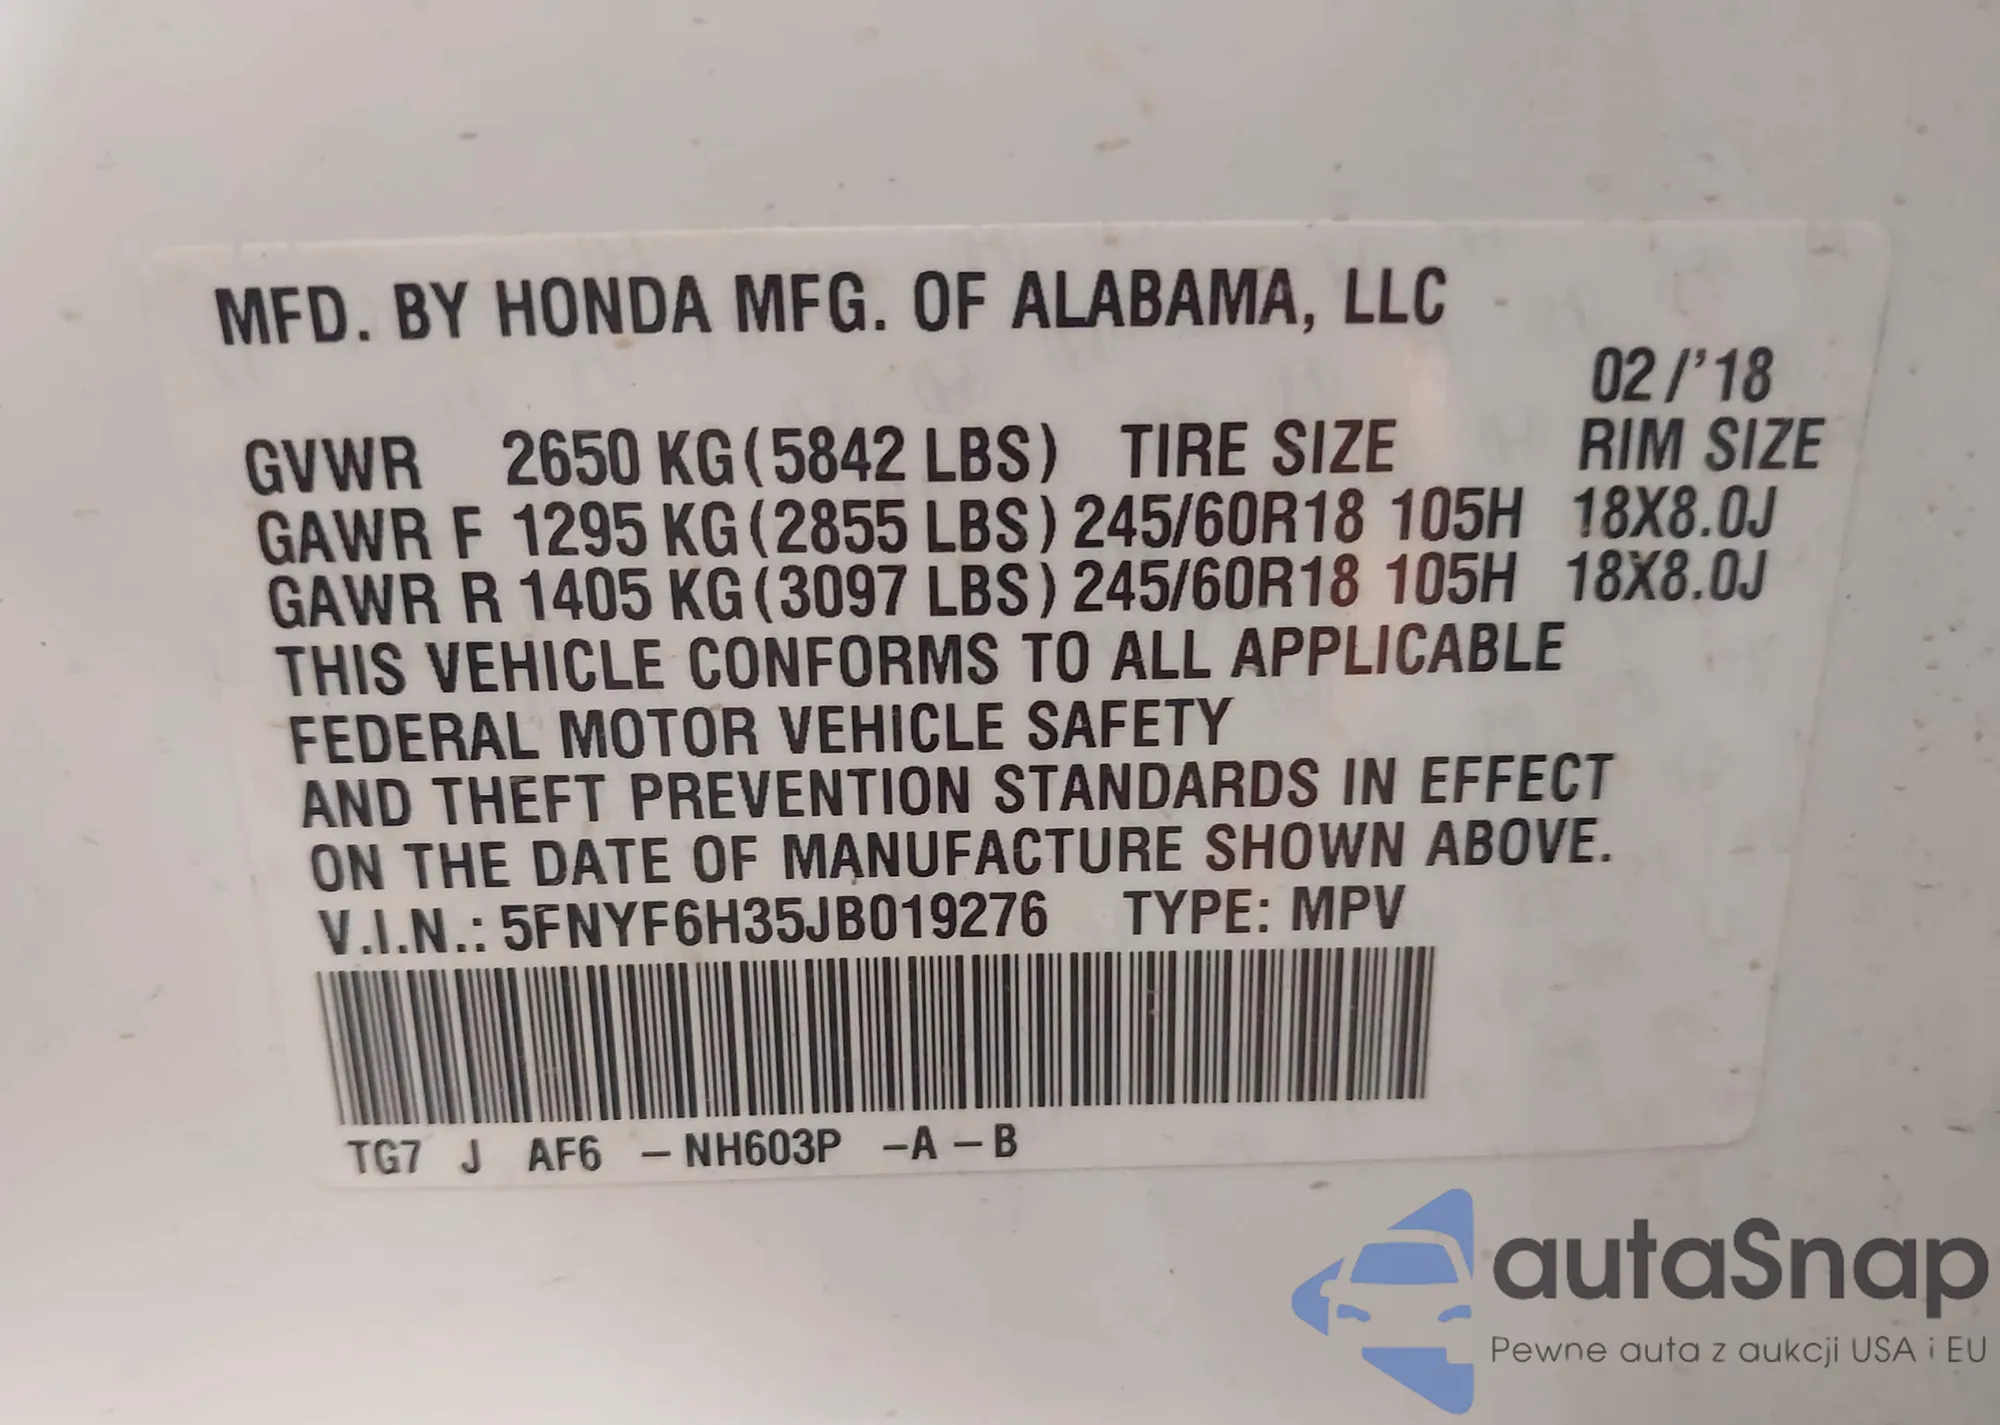 MFD. BY HONDA MFG. OF ALABAMA, LLC
02/'18
GVWR 2650 KG(5842 LBS) TIRE SIZE RIM SIZE
GAWR F 1295 KG(2855 LBS) 245/60R18 105H 18X8.0J
GAWR R 1405 KG(3097 LBS) 245/60R18 105H 18X8.0J
THIS VEHICLE CONFORMS TO ALL APPLICABLE
FEDERAL MOTOR VEHICLE SAFETY
AND THEFT PREVENTION STANDARDS IN EFFECT
ON THE DATE OF MANUFACTURE SHOWN ABOVE.
V.I.N.: 5FNYF6H35JB019276 TYPE: MPV
TG7 J AF6 – NH603P –A – B
autaSnap
Pewne auta z aukcji USA i EU